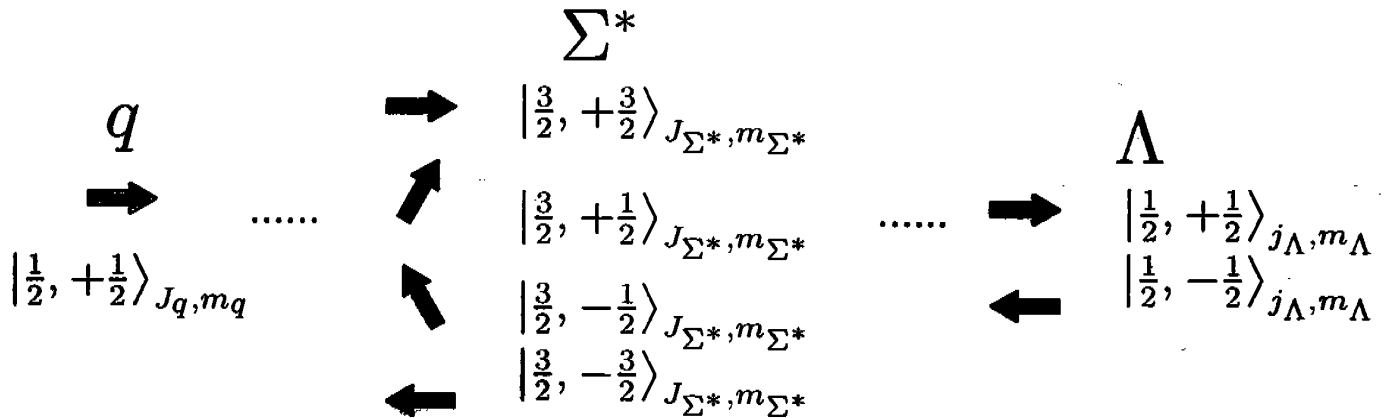 Σ*
q
|3/2, +3/2⟩_{J_{Σ*}, m_{Σ*}}
Λ
...... |3/2, +1/2⟩_{J_{Σ*}, m_{Σ*}} ...... |1/2, +1/2⟩_{j_Λ, m_Λ}
|1/2, +1/2⟩_{J_q, m_q} |3/2, -1/2⟩_{J_{Σ*}, m_{Σ*}} |1/2, -1/2⟩_{j_Λ, m_Λ}
|3/2, -3/2⟩_{J_{Σ*}, m_{Σ*}}